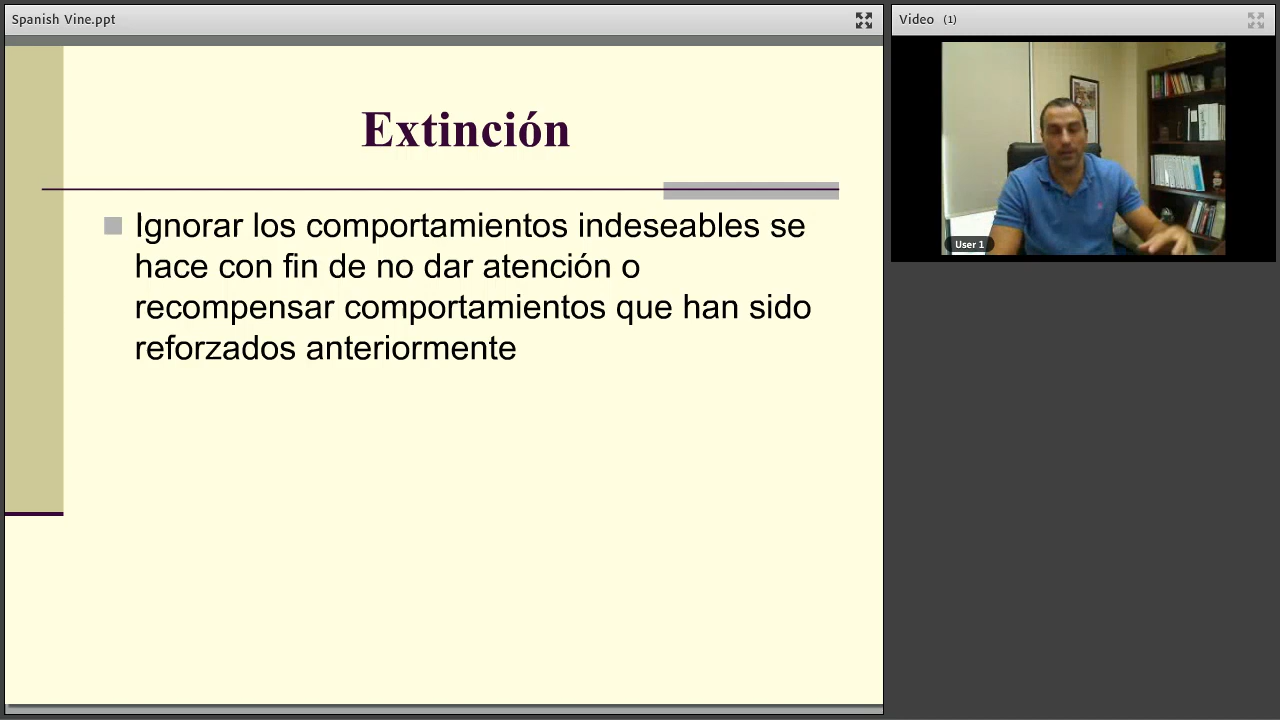 Spanish Vine.ppt
Video (1)
Extinción
Ignorar los comportamientos indeseables se
hace con fin de no dar atención o
recompensar comportamientos que han sido
reforzados anteriormente
User 1